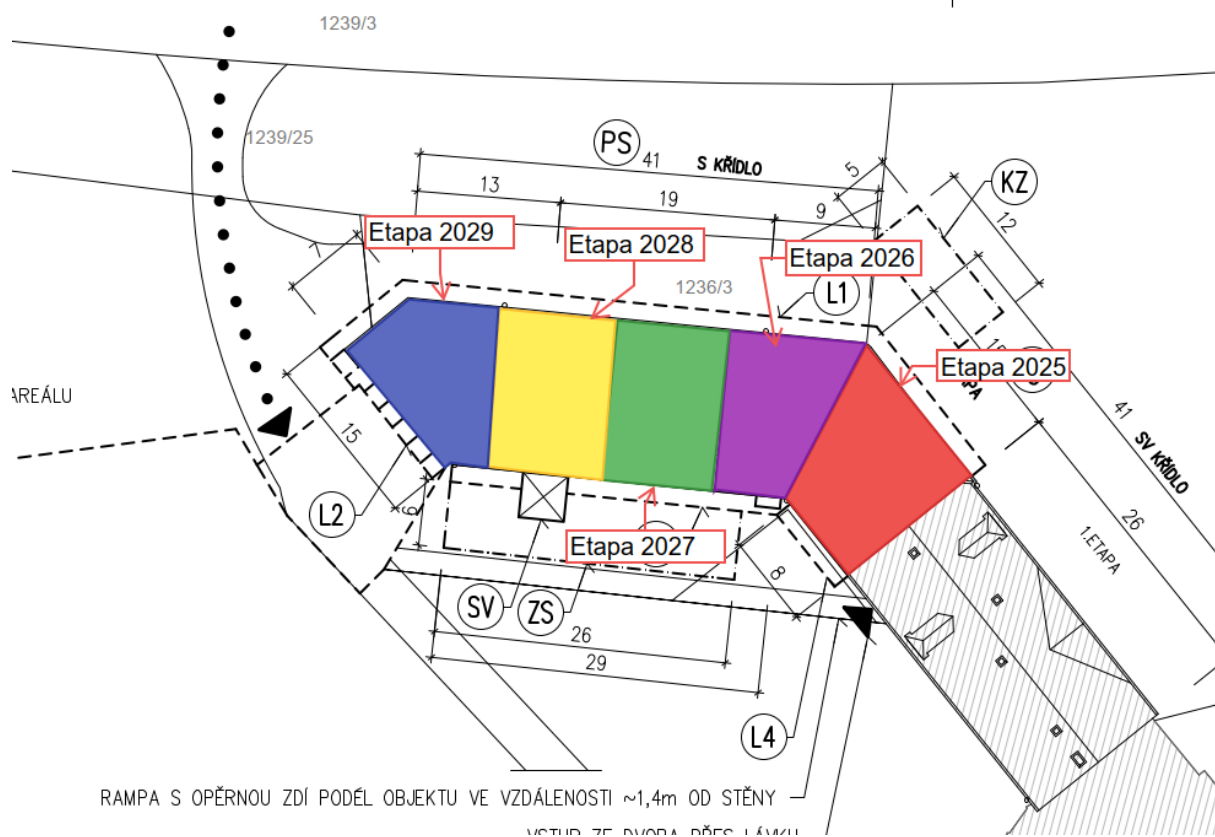 1239/3
1239/25
PS
41
S KŘÍDLO
5
KZ
13
19
9
12
7
Etapa 2029
Etapa 2028
Etapa 2026
1236/3
L1
15
Etapa 2025
AREÁLU
41
SV KŘÍDLO
15
L2
6
26
1.ETAPA
Etapa 2027
8
SV
ZS
26
29
L4
RAMPA S OPĚRNOU ZDÍ PODÉL OBJEKTU VE VZDÁLENOSTI ~1,4m OD STĚNY
VSTUP ZE DVORA PŘES LÁVKU